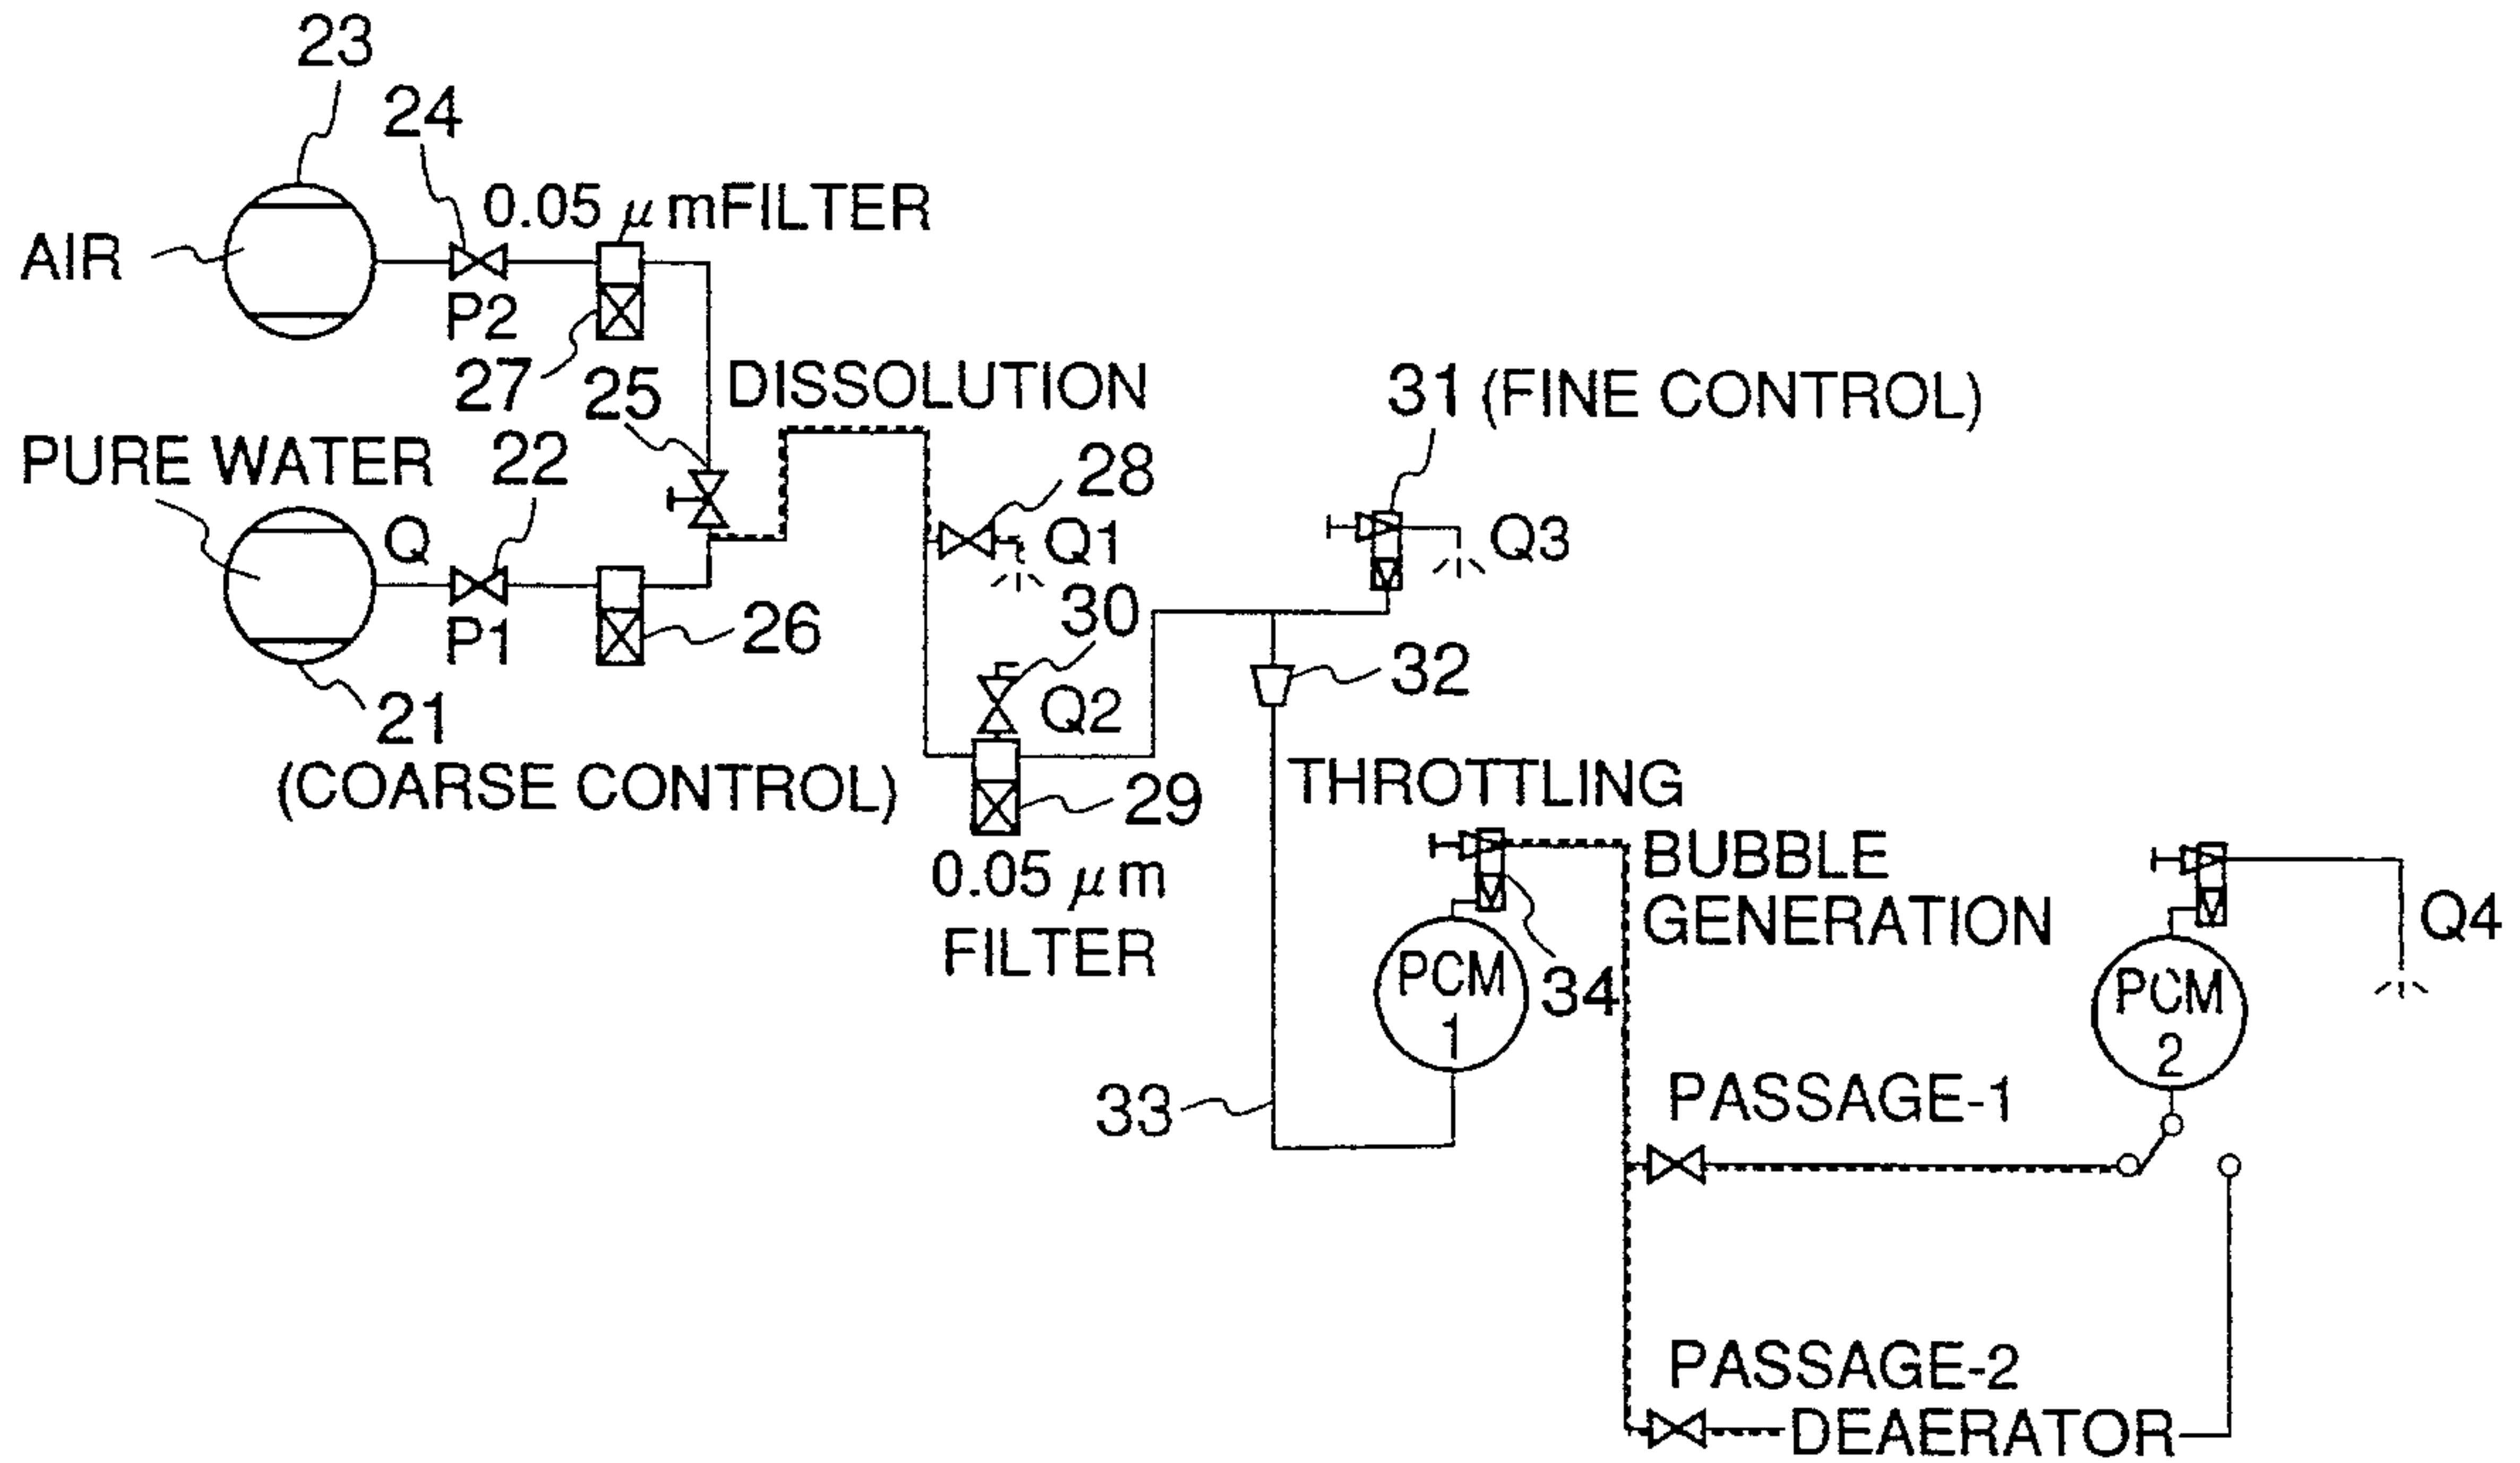 23
24
0.05 μmFILTER
AIR
P2
27
25
DISSOLUTION
31 (FINE CONTROL)
PURE WATER
22
28
Q
Q1
Q3
P1
26
30
32
21
(COARSE CONTROL)
Q2
29
THROTTLING
0.05 μm
FILTER
BUBBLE
GENERATION
PCM
1
34
PCM
2
Q4
33
PASSAGE-1
PASSAGE-2
DEAERATOR